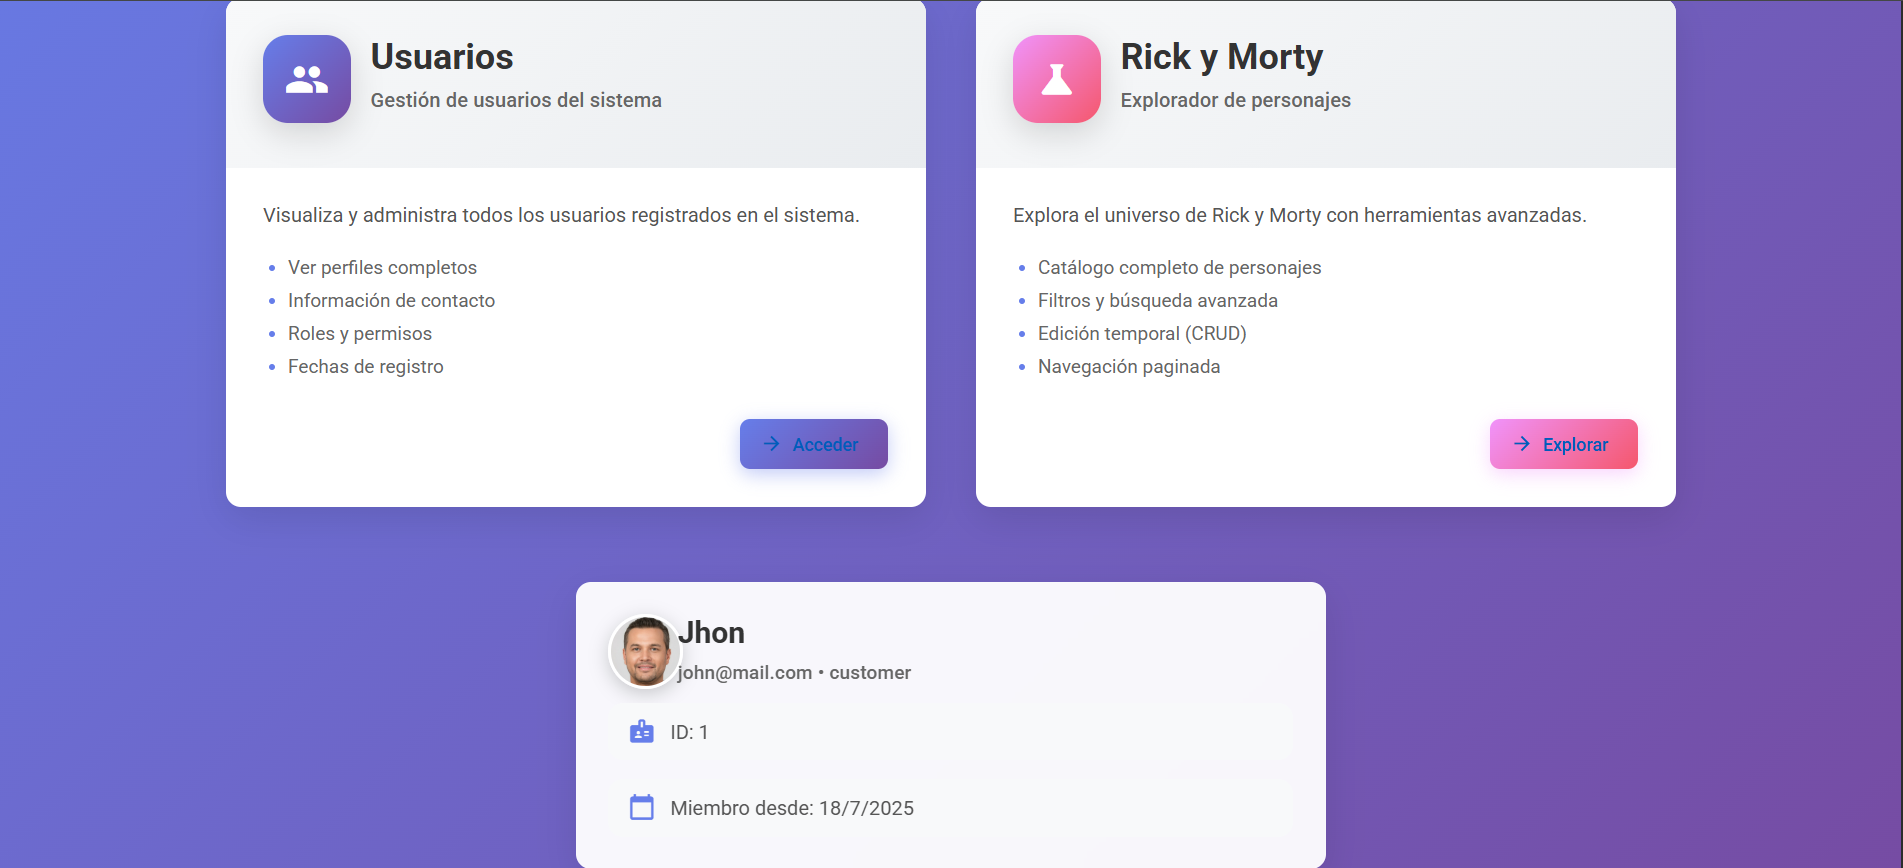 Usuarios
Gestión de usuarios del sistema
Visualiza y administra todos los usuarios registrados en el sistema.
Ver perfiles completos
Información de contacto
Roles y permisos
Fechas de registro
Acceder
Rick y Morty
Explorador de personajes
Explora el universo de Rick y Morty con herramientas avanzadas.
Catálogo completo de personajes
Filtros y búsqueda avanzada
Edición temporal (CRUD)
Navegación paginada
Explorar
Jhon
john@mail.com • customer
ID: 1
Miembro desde: 18/7/2025